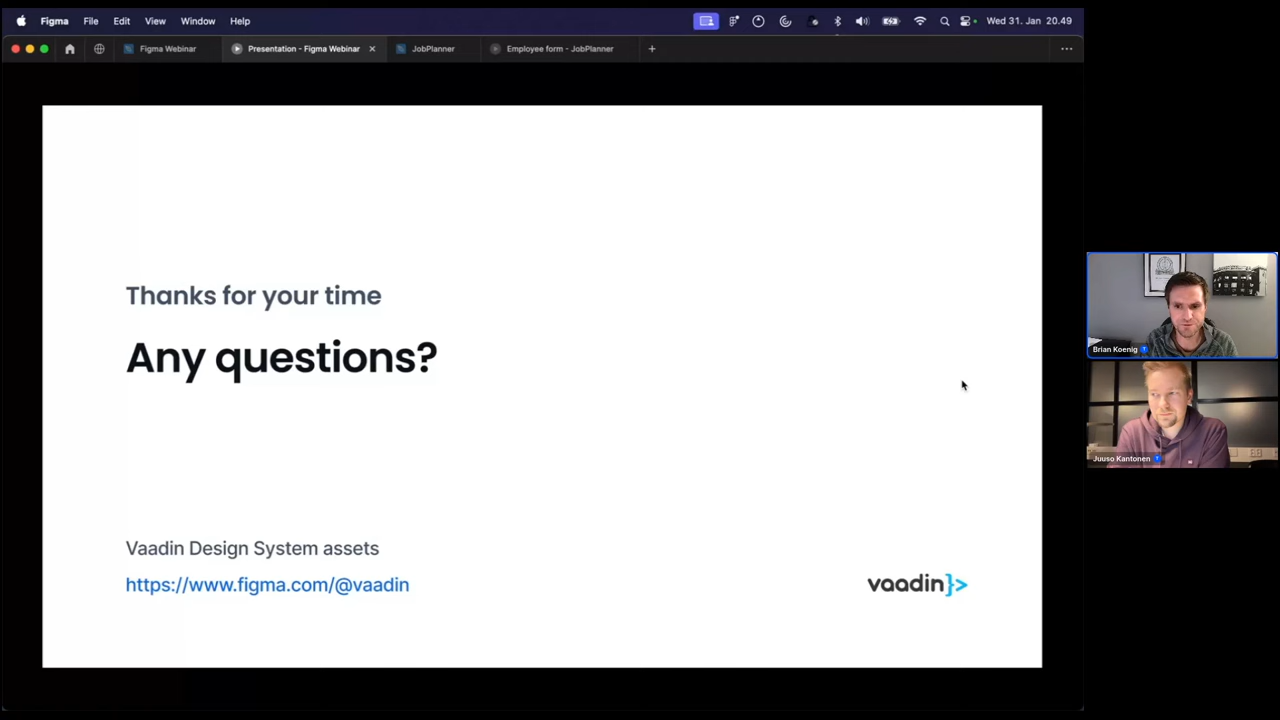 Figma File Edit View Window Help Wed 31. Jan 20.49
Figma Webinar Presentation - Figma Webinar JobPlanner Employee form - JobPlanner
Thanks for your time
Any questions?
Vaadin Design System assets
https://www.figma.com/@vaadin
vaadin}>
Brian Koenig
Juuso Kantonen